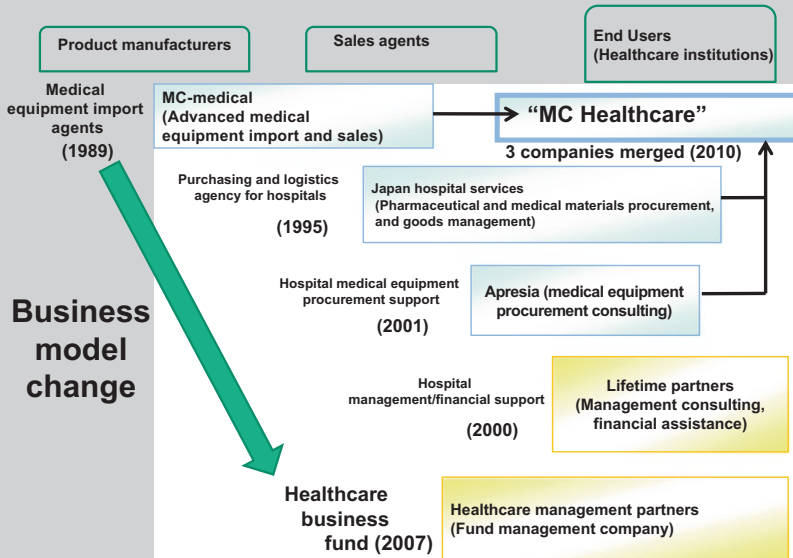 Product manufacturers
Sales agents
End Users
(Healthcare institutions)
Medical
equipment import
agents
(1989)
MC-medical
(Advanced medical
equipment import and sales)
“MC Healthcare”
3 companies merged (2010)
Purchasing and logistics
agency for hospitals
(1995)
Japan hospital services
(Pharmaceutical and medical materials procurement,
and goods management)
Hospital medical equipment
procurement support
(2001)
Apresia (medical equipment
procurement consulting)
Business
model
change
Hospital
management/financial support
(2000)
Lifetime partners
(Management consulting,
financial assistance)
Healthcare
business
fund (2007)
Healthcare management partners
(Fund management company)